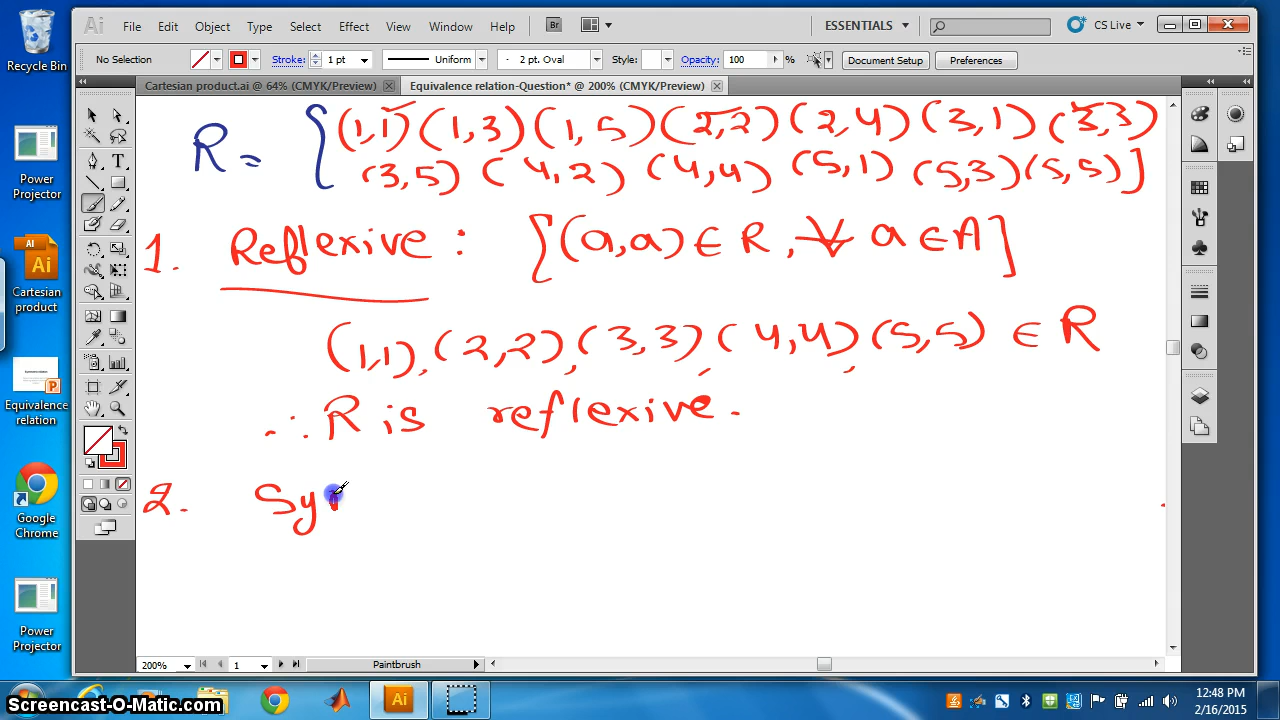 Recycle Bin
Power Projector
Cartesian product
Equivalence relation
Google Chrome
Power Projector
Ai File Edit Object Type Select Effect View Window Help Br ESSENTIALS CS Live
No Selection Stroke: 1 pt Uniform 2 pt. Oval Style: Opacity: 100 % Document Setup Preferences
Cartesian product.ai @ 64% (CMYK/Preview) Equivalence relation-Question* @ 200% (CMYK/Preview)
R = { (1,1) (1,3) (1,5) (2,2) (2,4) (3,1) (3,3)
(3,5) (4,2) (4,4) (5,1) (5,3) (5,5) }
1. Reflexive : {(a,a) ∈ R, ∀ a ∈ A}
(1,1), (2,2), (3,3), (4,4), (5,5) ∈ R
∴ R is reflexive.
2. Sy
200% 1 Paintbrush
Screencast-O-Matic.com
Ai
12:48 PM
2/16/2015